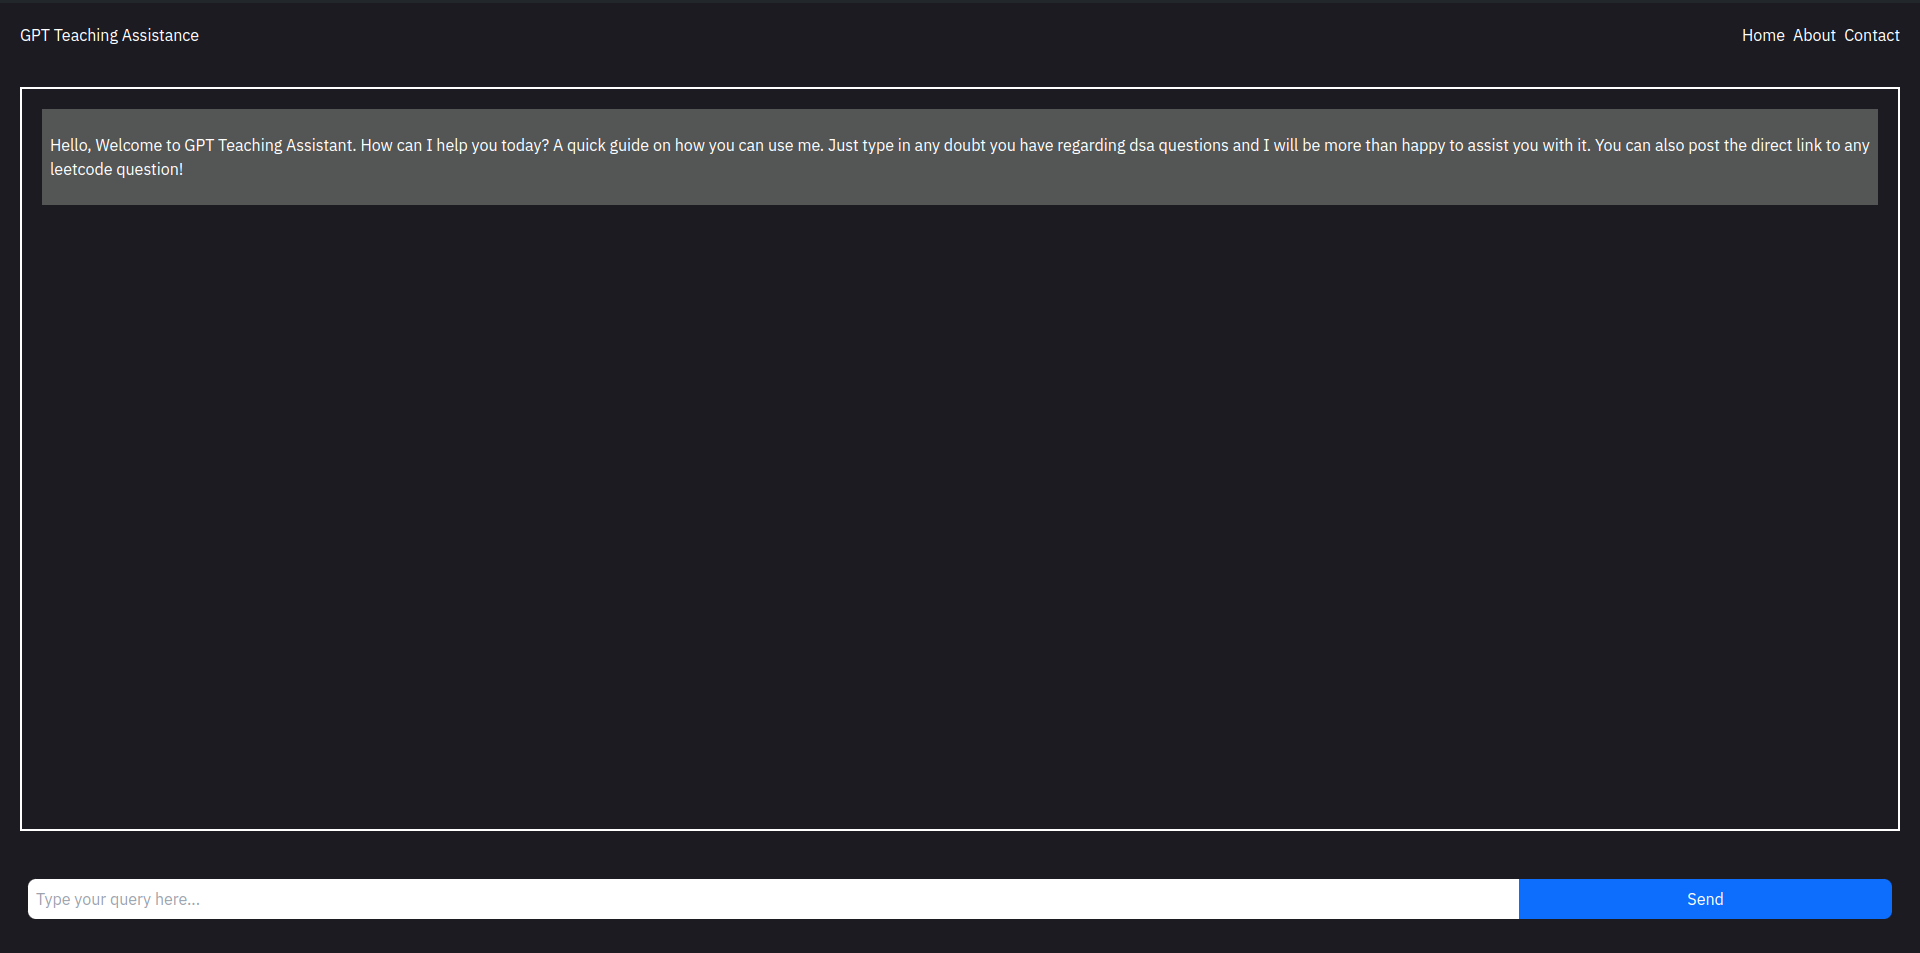 GPT Teaching Assistance
Home About Contact
Hello, Welcome to GPT Teaching Assistant. How can I help you today? A quick guide on how you can use me. Just type in any doubt you have regarding dsa questions and I will be more than happy to assist you with it. You can also post the direct link to any
leetcode question!
Type your query here...
Send